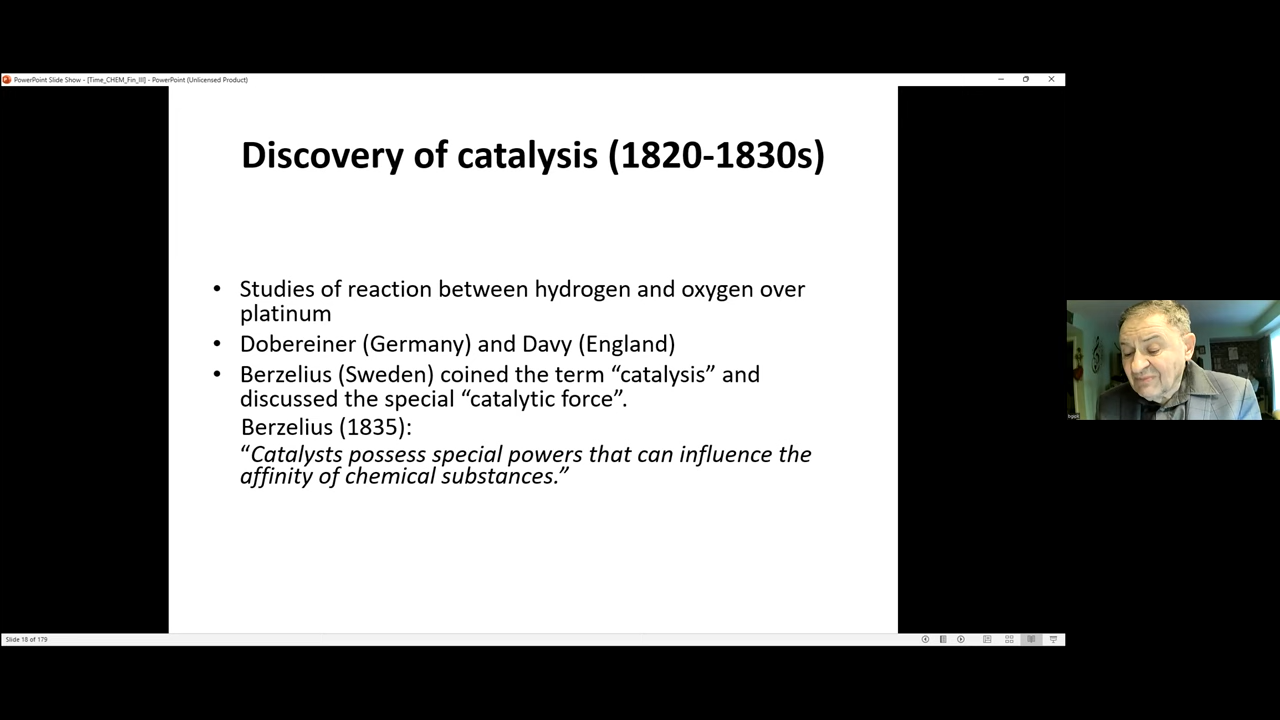 PowerPoint Slide Show - [Time_CHEM_Fin_III] - PowerPoint (Unlicensed Product)
Discovery of catalysis (1820-1830s)
• Studies of reaction between hydrogen and oxygen over
platinum
• Dobereiner (Germany) and Davy (England)
• Berzelius (Sweden) coined the term “catalysis” and
discussed the special “catalytic force”.
Berzelius (1835):
“Catalysts possess special powers that can influence the
affinity of chemical substances.”
Slide 18 of 179